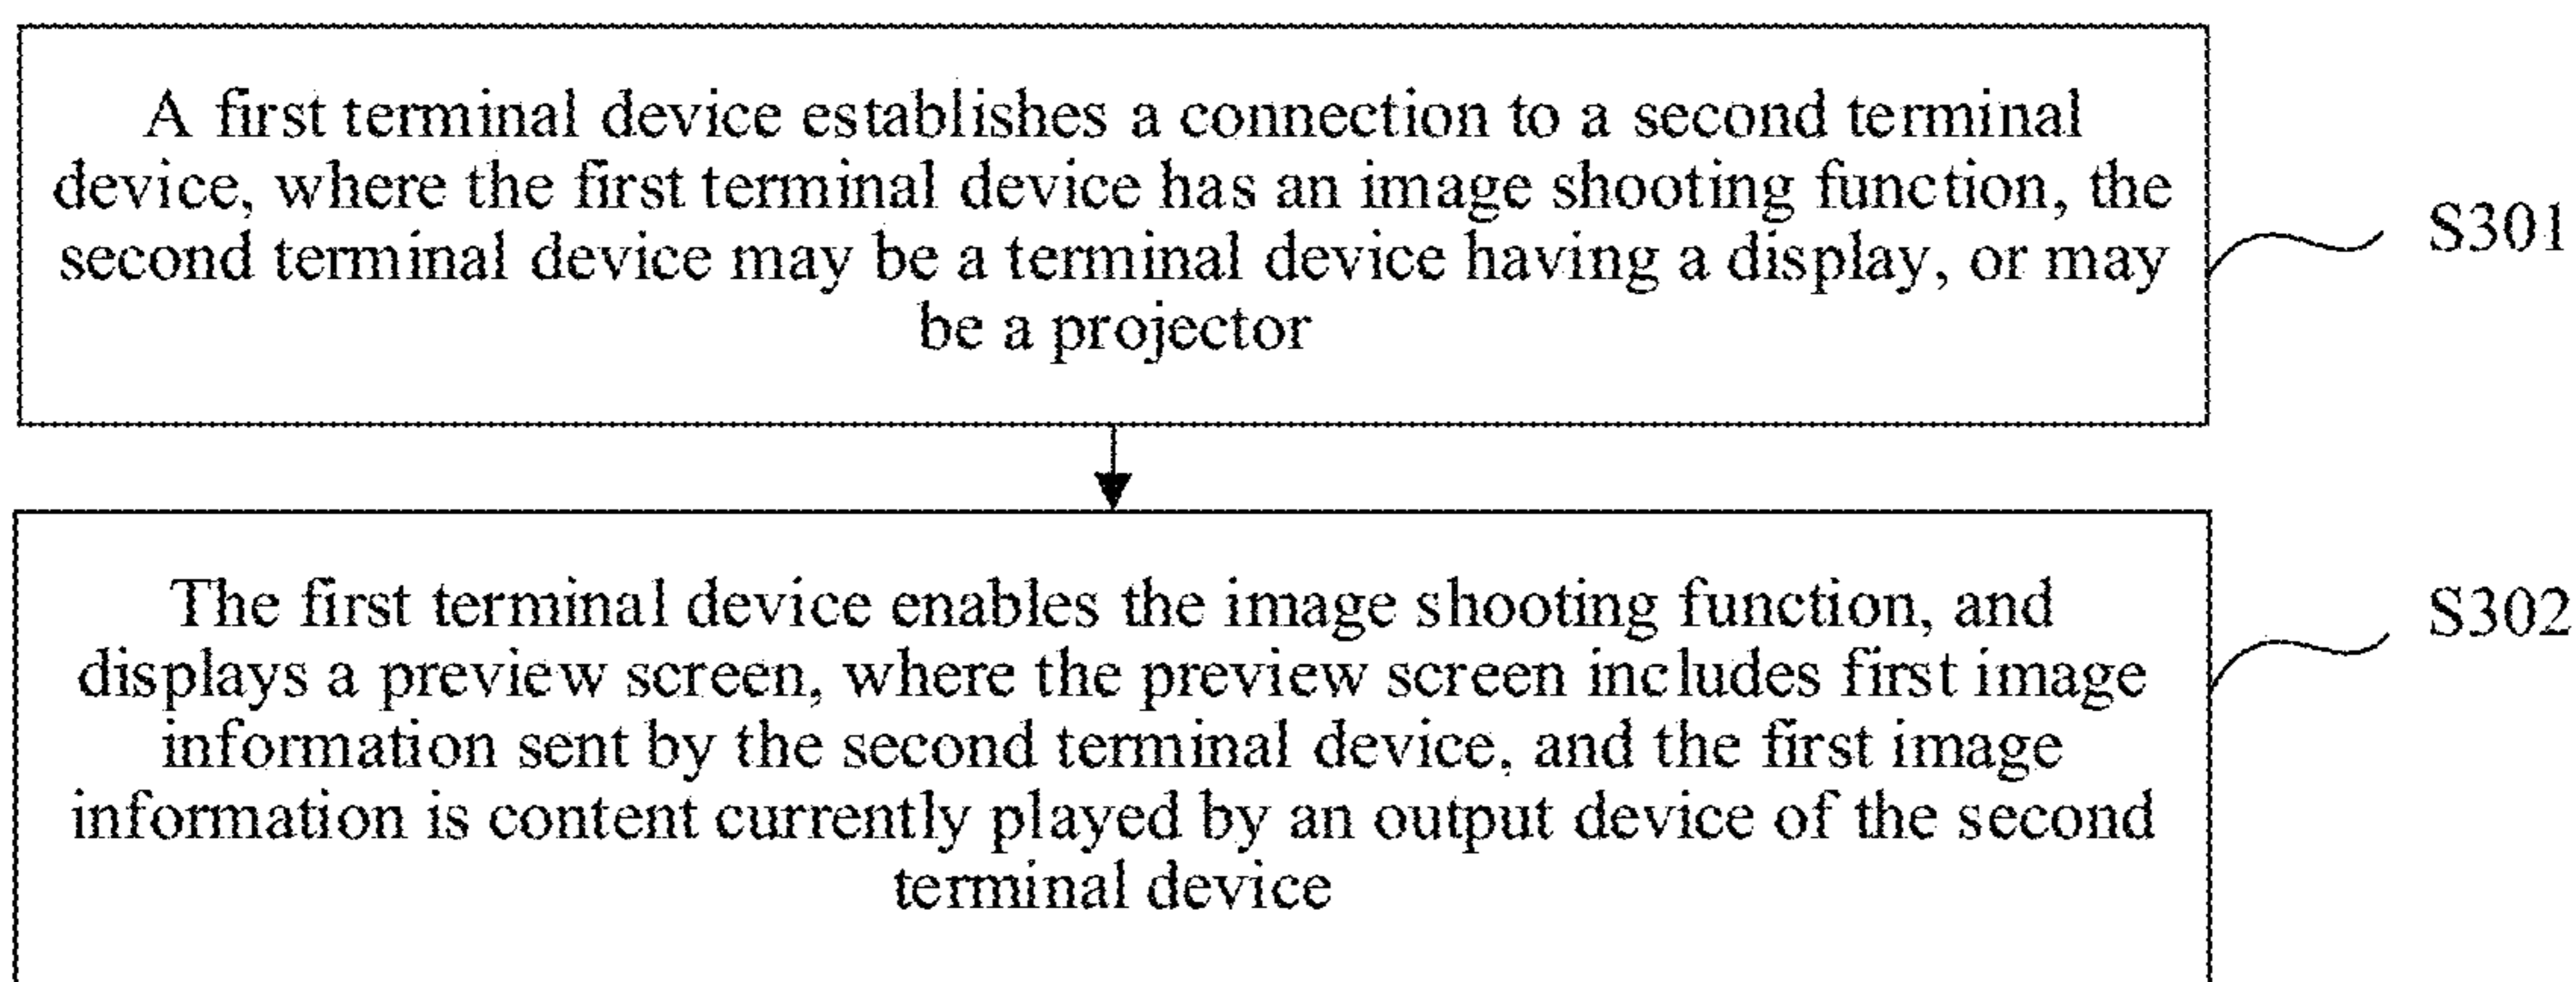 A first terminal device establishes a connection to a second terminal
device, where the first terminal device has an image shooting function, the
second terminal device may be a terminal device having a display, or may
be a projector
S301
The first terminal device enables the image shooting function, and
displays a preview screen, where the preview screen includes first image
information sent by the second terminal device, and the first image
information is content currently played by an output device of the second
terminal device
S302